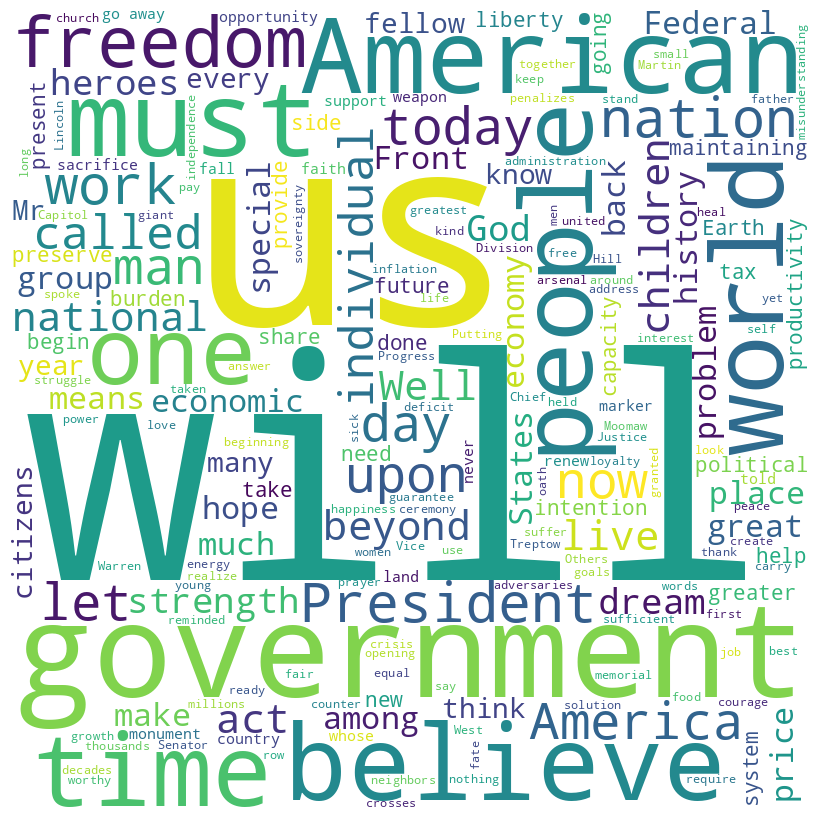 church
go away
opportunity
fellow
liberty
going
Federal
misunderstanding
freedom
American
together
small
Martin
keep
heroes
every
support
weapon
penalizes
stand
father
present
Lincoln
independence
must
side
today
nation
long
sacrifice
fall
faith
Front
administration
maintaining
work
pay
special
provide
sovereignty
individual
know
people
back
children
history
world
Mr
Capitol
giant
us
greatest
God
men
united
heal
called
kind
Division
free
Hill
Earth
preserve
spoke
man
inflation
arsenal
around
address
tax
yet
productivity
group
burden
future
life
economy
capacity
self
national
one
share
done
Putting
interest
begin
Progress
problem
year
struggle
answer
Well
deficit
Chief
held
means
taken
economic
sick
day
States
marker
Moomaw
Justice
power
love
never
look
beginning
many
need
upon
renew
loyalty
granted
political
told
citizens
energy
realize
take
guarantee
oath
now
place
hope
happiness
ceremony
intention
peace
will
Warren
much
women
Vice
use
beyond
suffer
Treptow
live
great
create
thank
help
young
prayer
land
adversaries
Others
goals
words
carry
let
strength
President
dream
greater
reminded
sufficient
first
government
crisis
opening
job
best
fair
equal
memorial
ready
millions
counter
new
say
food
courage
make
act
among
think
solution
America
monument
country
whose
West
system
price
growth
thousands
Senator
row
time
believe
fate
decades
worthy
neighbors
nothing
require
crosses